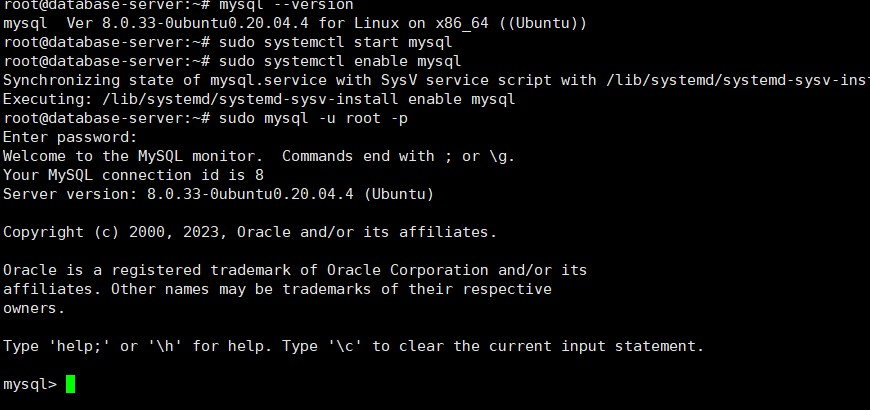 root@database-server:~# mysql --version
mysql  Ver 8.0.33-0ubuntu0.20.04.4 for Linux on x86_64 ((Ubuntu))
root@database-server:~# sudo systemctl start mysql
root@database-server:~# sudo systemctl enable mysql
Synchronizing state of mysql.service with SysV service script with /lib/systemd/systemd-sysv-inst
Executing: /lib/systemd/systemd-sysv-install enable mysql
root@database-server:~# sudo mysql -u root -p
Enter password:
Welcome to the MySQL monitor.  Commands end with ; or \g.
Your MySQL connection id is 8
Server version: 8.0.33-0ubuntu0.20.04.4 (Ubuntu)
Copyright (c) 2000, 2023, Oracle and/or its affiliates.
Oracle is a registered trademark of Oracle Corporation and/or its
affiliates. Other names may be trademarks of their respective
owners.
Type 'help;' or '\h' for help. Type '\c' to clear the current input statement.
mysql>